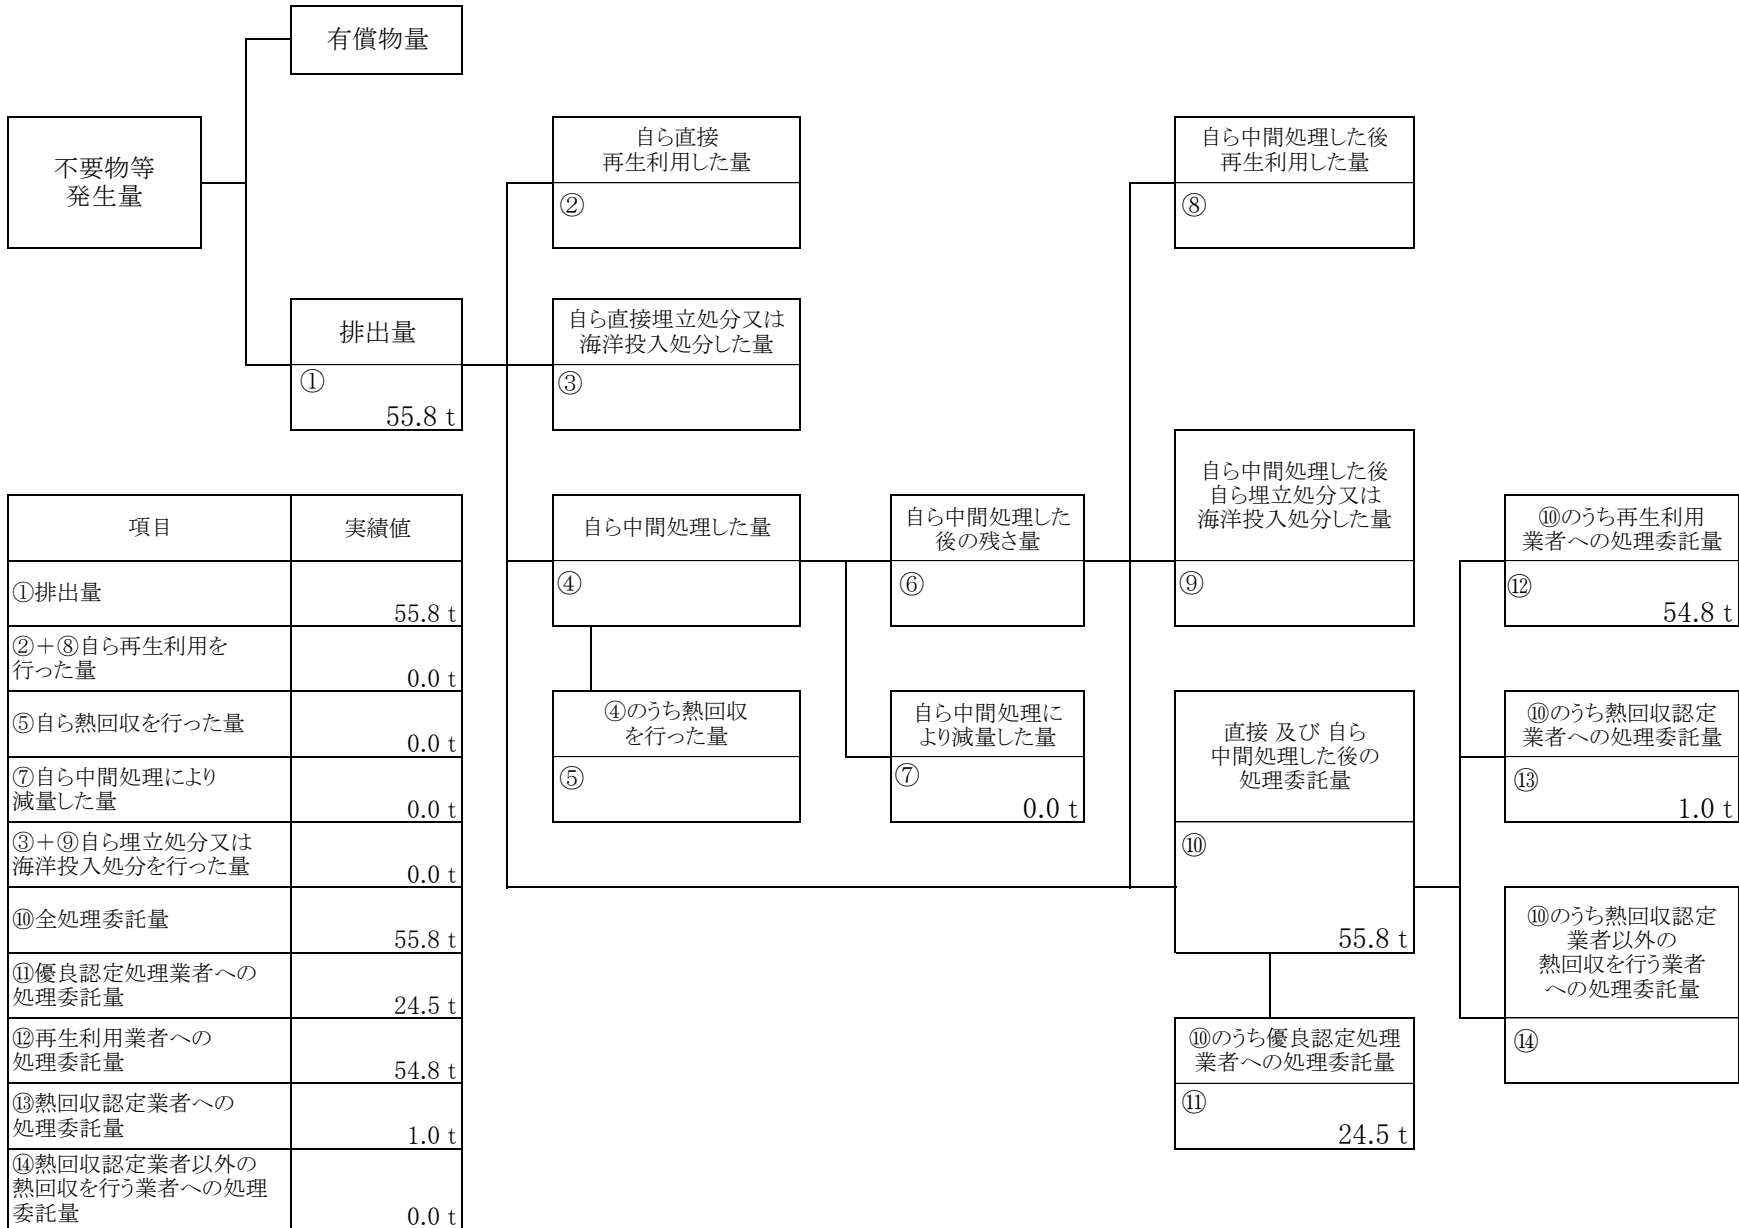 有償物量
不要物等
発生量
自ら直接
再生利用した量
②
自ら中間処理した後
再生利用した量
⑧
排出量
①
55.8 t
自ら直接埋立処分又は
海洋投入処分した量
③
自ら中間処理した量
④
自ら中間処理した
後の残さ量
⑥
自ら中間処理した後
自ら埋立処分又は
海洋投入処分した量
⑨
⑩のうち再生利用
業者への処理委託量
⑫
54.8 t
④のうち熱回収
を行った量
⑤
自ら中間処理に
より減量した量
⑦
0.0 t
直接 及び 自ら
中間処理した後の
処理委託量
⑩
55.8 t
⑩のうち熱回収認定
業者への処理委託量
⑬
1.0 t
⑩のうち熱回収認定
業者以外の
熱回収を行う業者
への処理委託量
⑭
⑩のうち優良認定処理
業者への処理委託量
⑪
24.5 t
項目 実績値
①排出量
55.8 t
②＋⑧自ら再生利用を
行った量
0.0 t
⑤自ら熱回収を行った量
0.0 t
⑦自ら中間処理により
減量した量
0.0 t
③＋⑨自ら埋立処分又は
海洋投入処分を行った量
0.0 t
⑩全処理委託量
55.8 t
⑪優良認定処理業者への
処理委託量
24.5 t
⑫再生利用業者への
処理委託量
54.8 t
⑬熱回収認定業者への
処理委託量
1.0 t
⑭熱回収認定業者以外の
熱回収を行う業者への処理
委託量
0.0 t